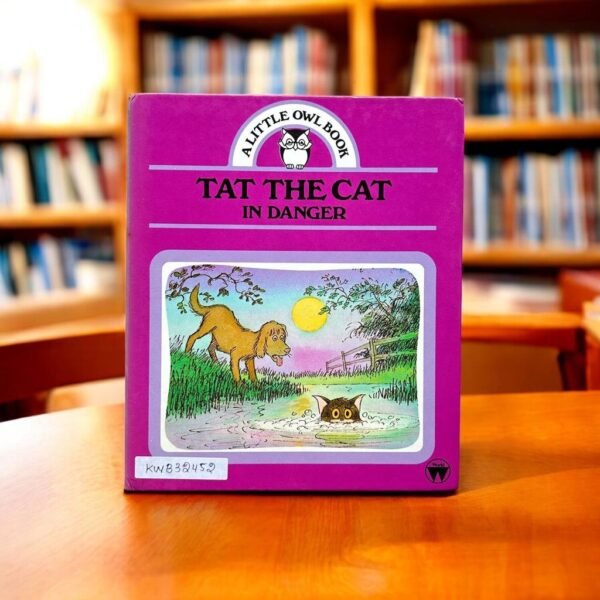 A LITTLE OWL BOOK
TAT THE CAT
IN DANGER
KWB32452